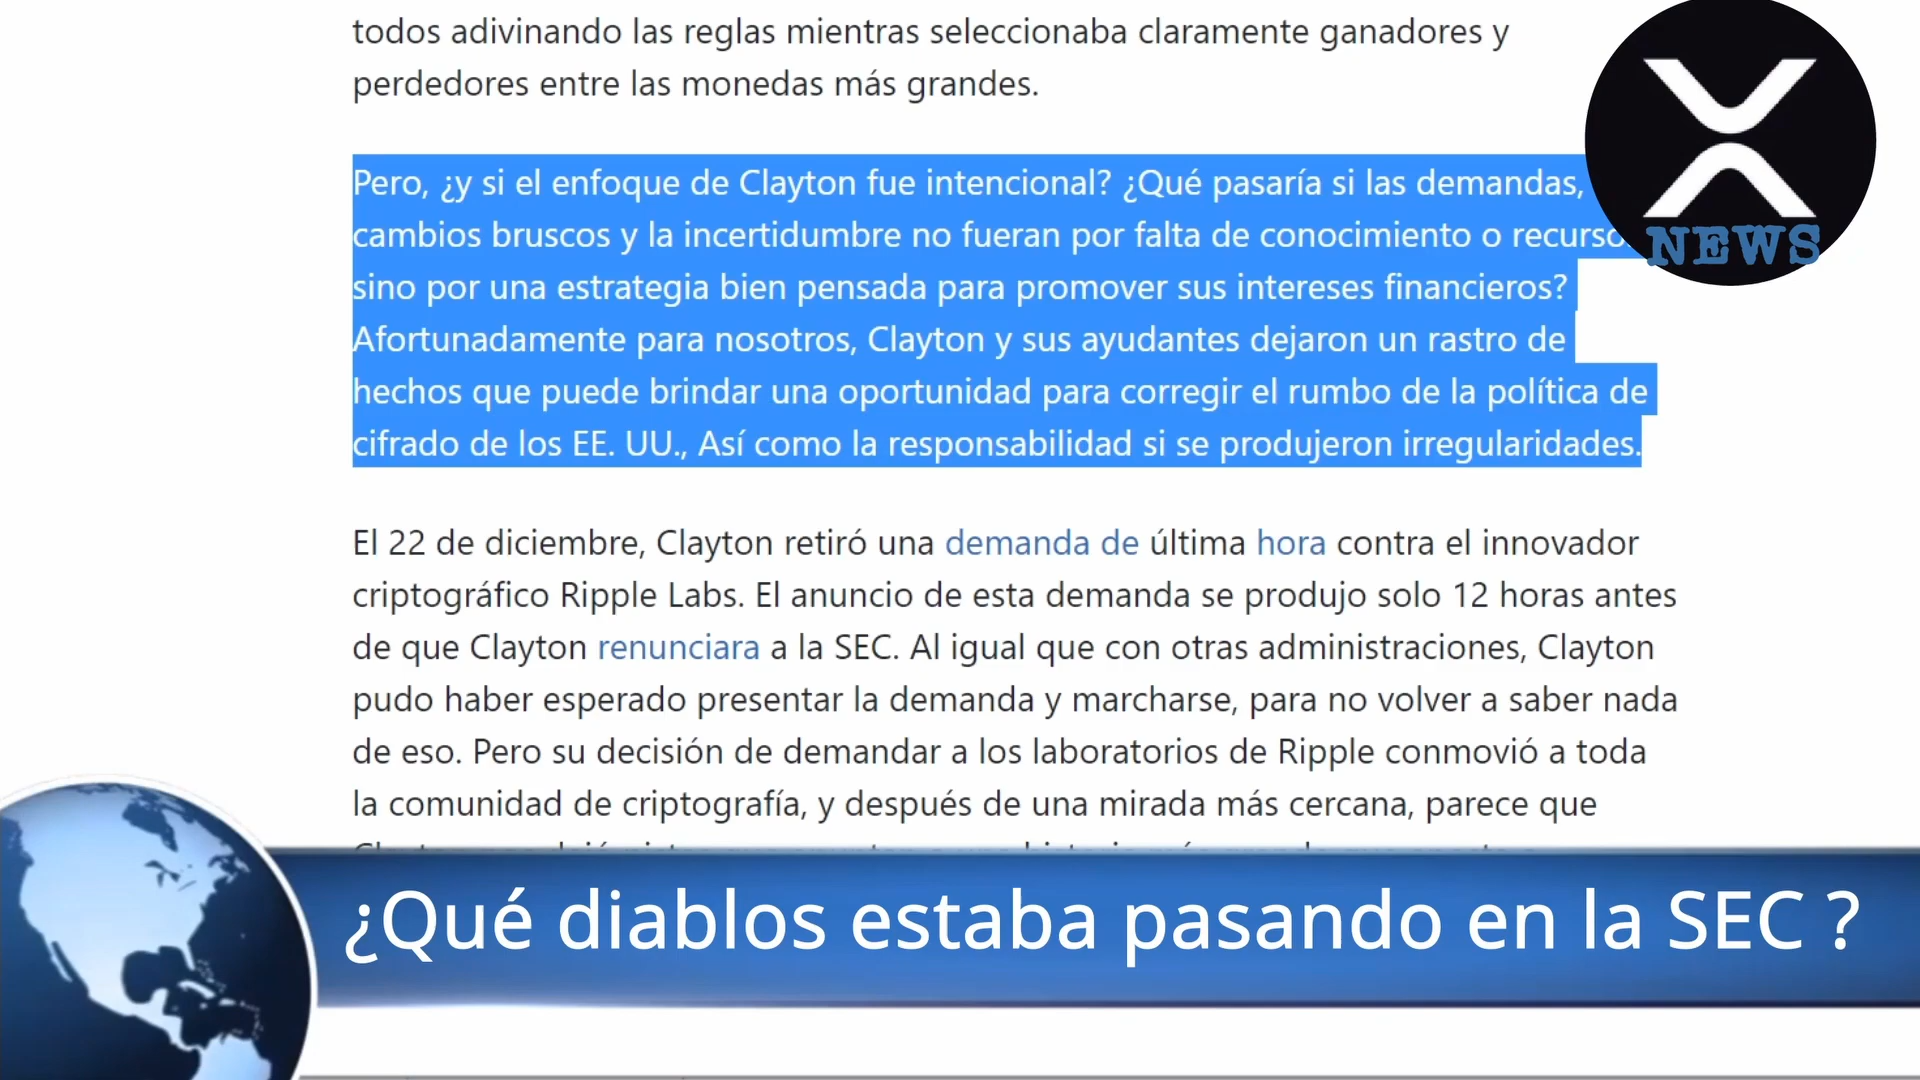 todos adivinando las reglas mientras seleccionaba claramente ganadores y
perdedores entre las monedas más grandes.
Pero, ¿y si el enfoque de Clayton fue intencional? ¿Qué pasaría si las demandas,
cambios bruscos y la incertidumbre no fueran por falta de conocimiento o recurso
sino por una estrategia bien pensada para promover sus intereses financieros?
Afortunadamente para nosotros, Clayton y sus ayudantes dejaron un rastro de
hechos que puede brindar una oportunidad para corregir el rumbo de la política de
cifrado de los EE. UU., Así como la responsabilidad si se produjeron irregularidades.
El 22 de diciembre, Clayton retiró una demanda de última hora contra el innovador
criptográfico Ripple Labs. El anuncio de esta demanda se produjo solo 12 horas antes
de que Clayton renunciara a la SEC. Al igual que con otras administraciones, Clayton
pudo haber esperado presentar la demanda y marcharse, para no volver a saber nada
de eso. Pero su decisión de demandar a los laboratorios de Ripple conmovió a toda
la comunidad de criptografía, y después de una mirada más cercana, parece que
NEWS
¿Qué diablos estaba pasando en la SEC ?